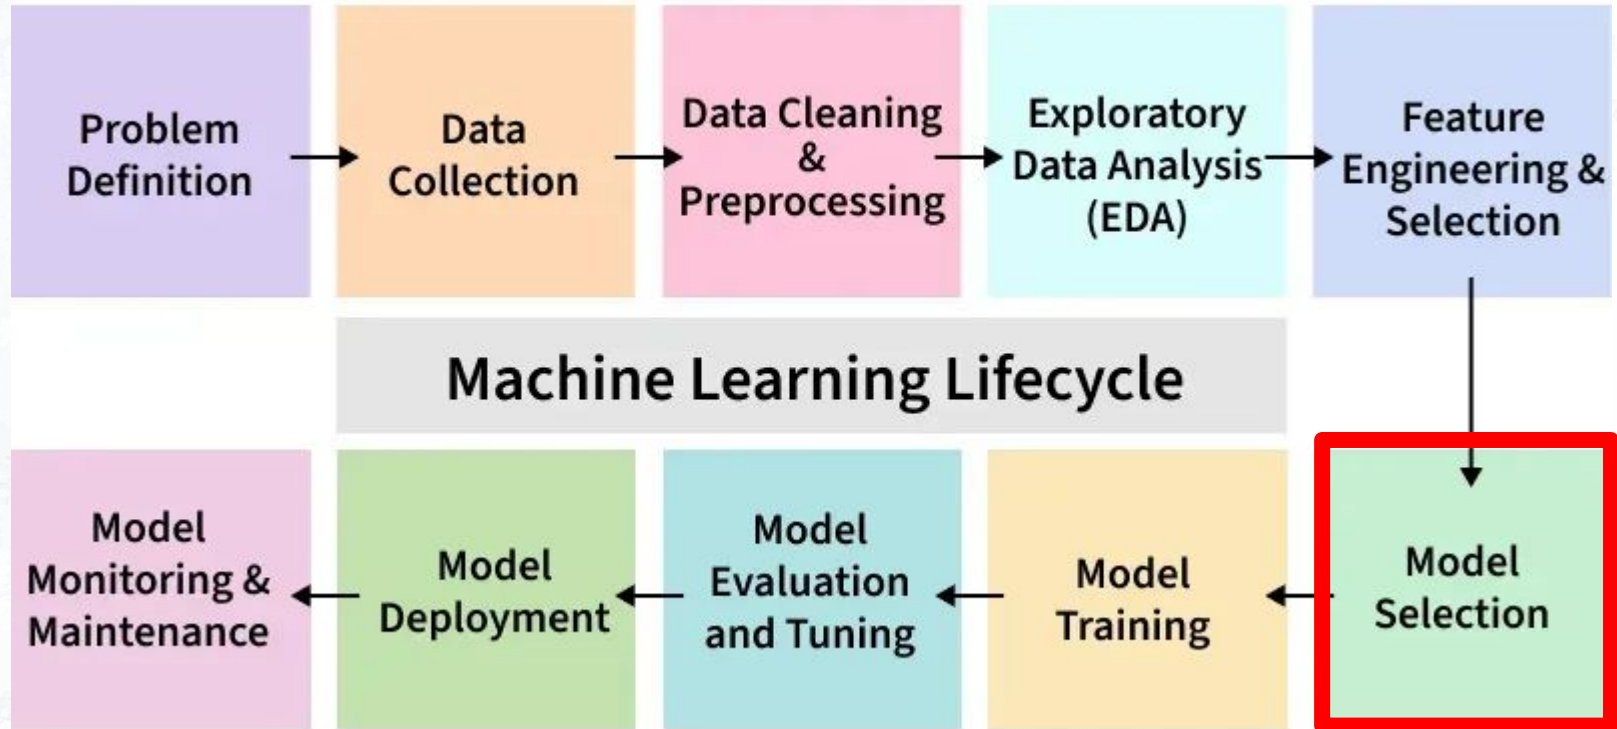 Problem
Definition
Data
Collection
Data Cleaning
&
Preprocessing
Exploratory
Data Analysis
(EDA)
Feature
Engineering &
Selection
Machine Learning Lifecycle
Model
Selection
Model
Training
Model
Evaluation
and Tuning
Model
Deployment
Model
Monitoring &
Maintenance